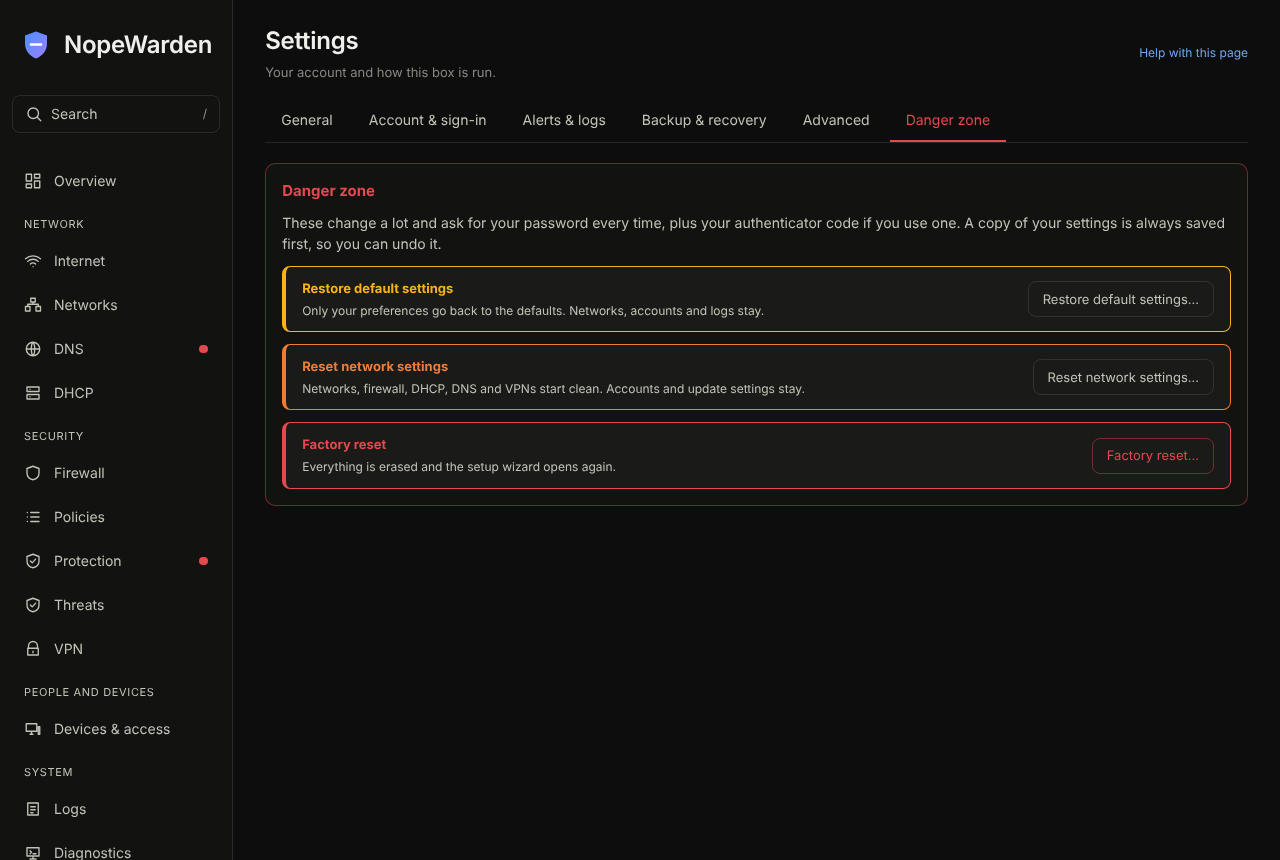 NopeWarden
Search /
Overview
NETWORK
Internet
Networks
DNS
DHCP
SECURITY
Firewall
Policies
Protection
Threats
VPN
PEOPLE AND DEVICES
Devices & access
SYSTEM
Logs
Diagnostics
Settings
Your account and how this box is run.
Help with this page
General Account & sign-in Alerts & logs Backup & recovery Advanced Danger zone
Danger zone
These change a lot and ask for your password every time, plus your authenticator code if you use one. A copy of your settings is always saved
first, so you can undo it.
Restore default settings
Only your preferences go back to the defaults. Networks, accounts and logs stay.
Restore default settings...
Reset network settings
Networks, firewall, DHCP, DNS and VPNs start clean. Accounts and update settings stay.
Reset network settings...
Factory reset
Everything is erased and the setup wizard opens again.
Factory reset...